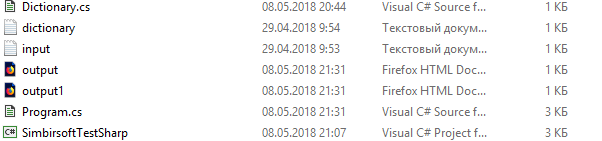 Dictionary.cs 08.05.2018 20:44 Visual C# Source f... 1 КБ
dictionary 29.04.2018 9:54 Текстовый докум... 1 КБ
input 29.04.2018 9:53 Текстовый докум... 1 КБ
output 08.05.2018 21:31 Firefox HTML Doc... 1 КБ
output1 08.05.2018 21:31 Firefox HTML Doc... 1 КБ
Program.cs 08.05.2018 21:31 Visual C# Source f... 3 КБ
C# SimbirsoftTestSharp 08.05.2018 21:07 Visual C# Project f... 3 КБ